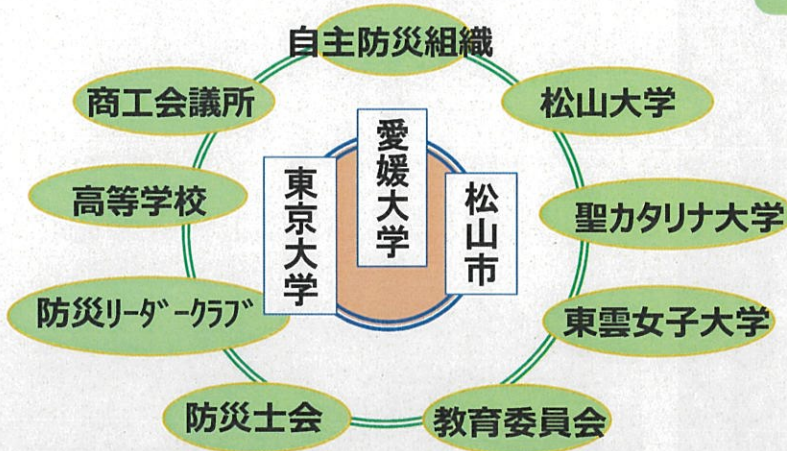 自主防災組織
商工会議所
松山大学
愛媛大学
東京大学
松山市
高等学校
聖カタリナ大学
防災ﾘｰﾀﾞｰｸﾗﾌﾞ
東雲女子大学
防災士会
教育委員会